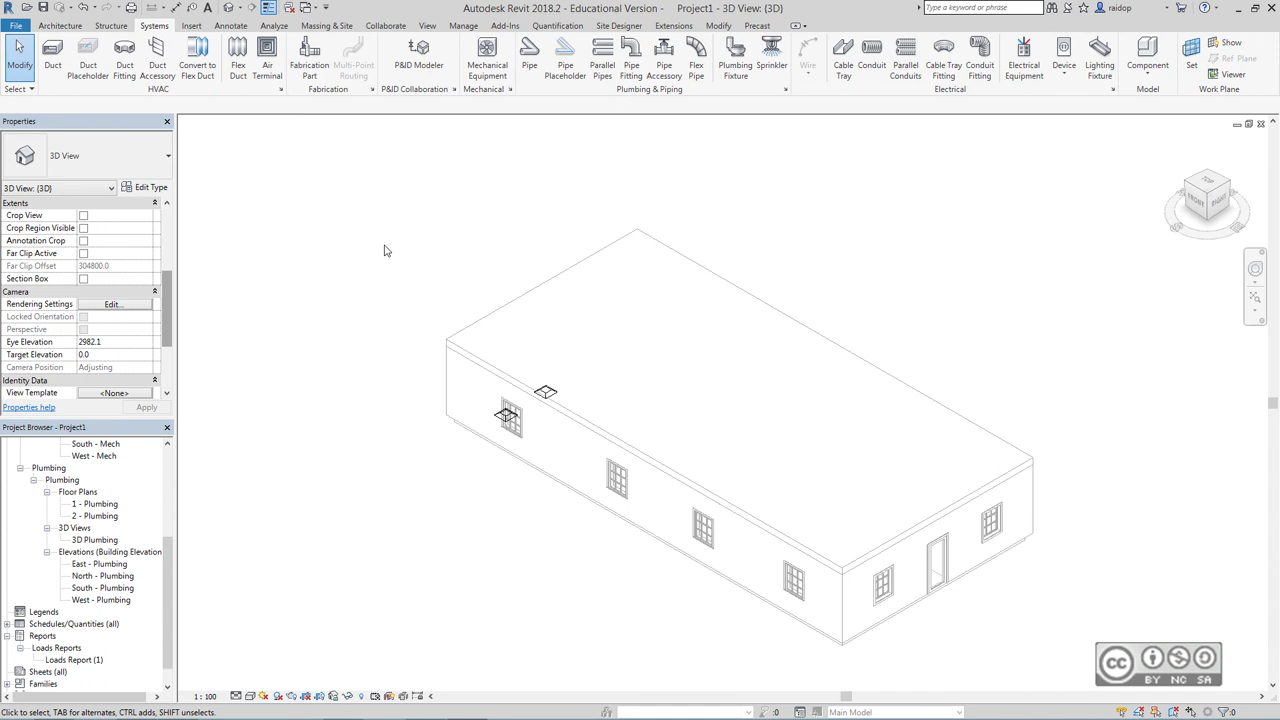 Autodesk Revit 2018.2 - Educational Version - Project1 - 3D View: {3D}
Type a keyword or phrase
raidop
File Architecture Structure Systems Insert Annotate Analyze Massing & Site Collaborate View Manage Add-Ins Quantification Site Designer Extensions Modify Precast
Modify
Duct
Duct Placeholder
Duct Fitting
Duct Accessory
Convert to Flex Duct
Flex Duct
Air Terminal
Fabrication Part
Multi-Point Routing
P&ID Modeler
Mechanical Equipment
Pipe
Pipe Placeholder
Parallel Pipes
Pipe Fitting
Pipe Accessory
Flex Pipe
Plumbing Fixture
Sprinkler
Wire
Cable Tray
Conduit
Parallel Conduits
Cable Tray Fitting
Conduit Fitting
Electrical Equipment
Device
Lighting Fixture
Component
Set
Show
Ref Plane
Viewer
Select
HVAC
Fabrication
P&ID Collaboration
Mechanical
Plumbing & Piping
Electrical
Model
Work Plane
Properties
3D View
3D View: {3D}
Edit Type
Extents
Crop View
Crop Region Visible
Annotation Crop
Far Clip Active
Far Clip Offset 304800.0
Section Box
Camera
Rendering Settings Edit...
Locked Orientation
Perspective
Eye Elevation 2982.1
Target Elevation 0.0
Camera Position Adjusting
Identity Data
View Template <None>
Properties help
Apply
Project Browser - Project1
South - Mech
West - Mech
Plumbing
Plumbing
Floor Plans
1 - Plumbing
2 - Plumbing
3D Views
3D Plumbing
Elevations (Building Elevation
East - Plumbing
North - Plumbing
South - Plumbing
West - Plumbing
Legends
Schedules/Quantities (all)
Reports
Loads Report
Loads Report (1)
Sheets (all)
Families
TOP
FRONT
RIGHT
CC
BY NC SA
1 : 100
Click to select, TAB for alternates, CTRL adds, SHIFT unselects.
:0
Main Model
:0